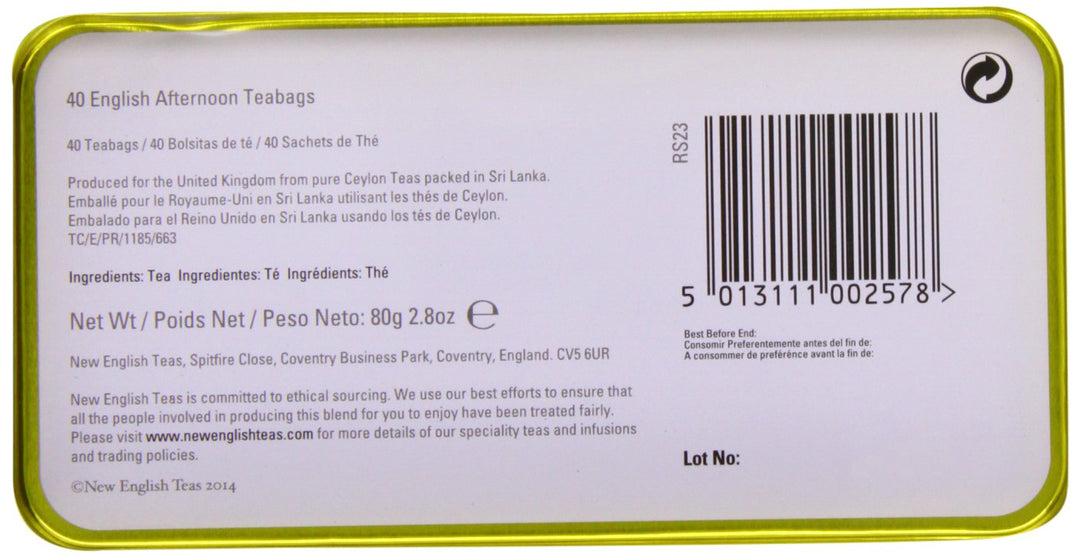 40 English Afternoon Teabags
40 Teabags / 40 Bolsitas de té / 40 Sachets de Thé
Produced for the United Kingdom from pure Ceylon Teas packed in Sri Lanka.
Emballé pour le Royaume-Uni en Sri Lanka utilisant les thés de Ceylon.
Embalado para el Reino Unido en Sri Lanka usando los tés de Ceylon.
TC/E/PR/1185/663
Ingredients: Tea Ingredientes: Té Ingrédients: Thé
Net Wt / Poids Net / Peso Neto: 80g 2.8oz ℮
New English Teas, Spitfire Close, Coventry Business Park, Coventry, England. CV5 6UR
New English Teas is committed to ethical sourcing. We use our best efforts to ensure that
all the people involved in producing this blend for you to enjoy have been treated fairly.
Please visit www.newenglishteas.com for more details of our speciality teas and infusions
and trading policies.
©New English Teas 2014
RS23
5 013111 002578 >
Best Before End:
Consomir Preferentemente antes del fin de:
A consommer de preférénce avant la fin de:
Lot No: